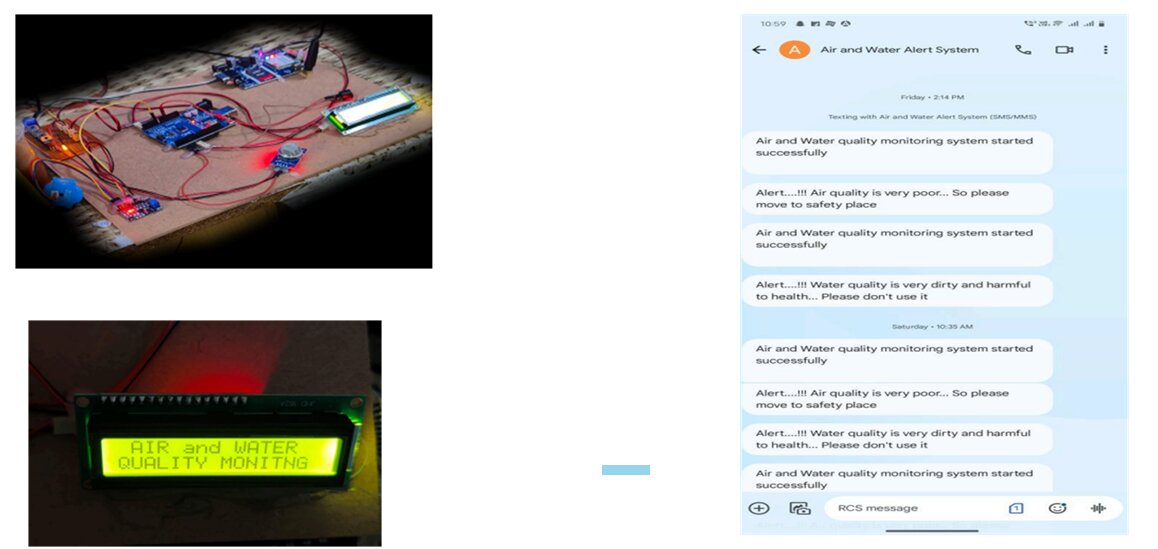 AIR and WATER
QUALITY MONITNG
10:59
A
Air and Water Alert System
Friday • 2:14 PM
Texting with Air and Water Alert System (SMS/MMS)
Air and Water quality monitoring system started
successfully
Alert....!!! Air quality is very poor... So please
move to safety place
Air and Water quality monitoring system started
successfully
Alert....!!! Water quality is very dirty and harmful
to health... Please don't use it
Saturday • 10:35 AM
Air and Water quality monitoring system started
successfully
Alert....!!! Air quality is very poor... So please
move to safety place
Alert....!!! Water quality is very dirty and harmful
to health... Please don't use it
Air and Water quality monitoring system started
successfully
RCS message
1